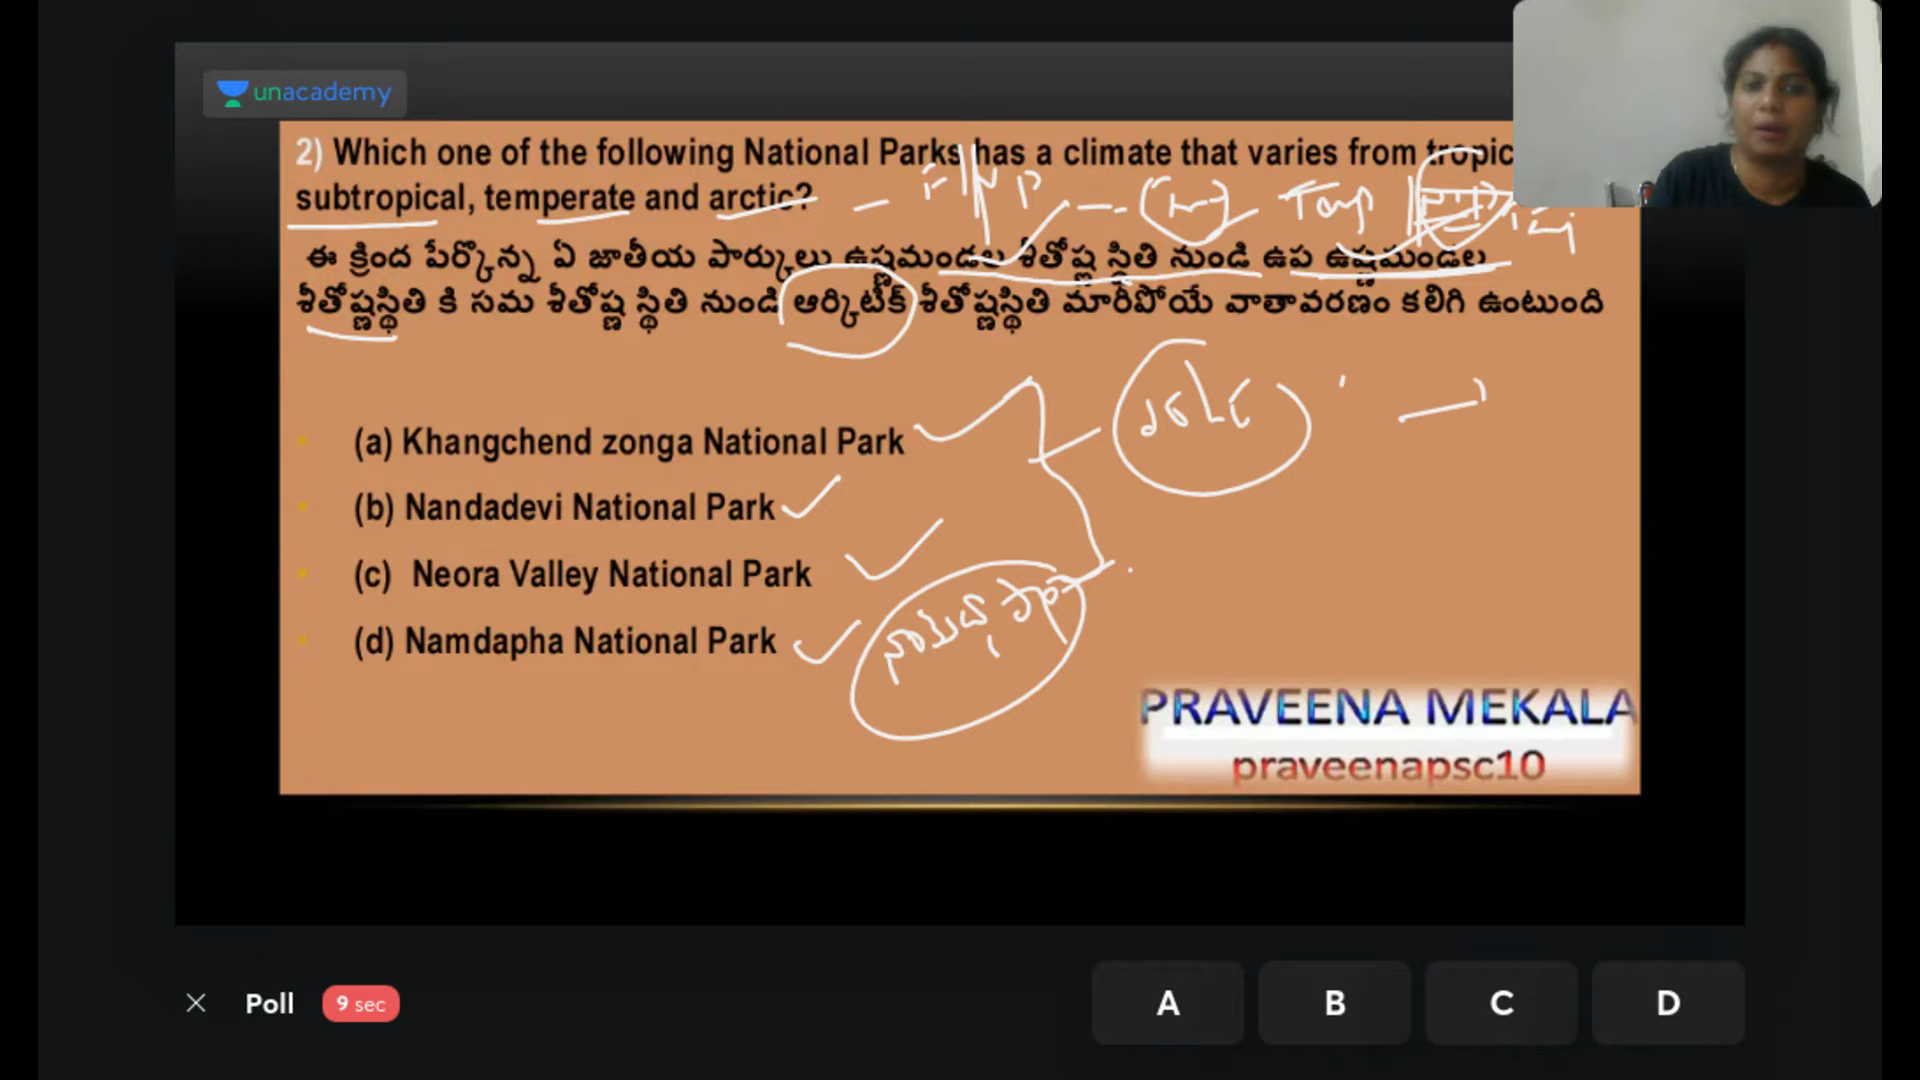 unacademy
2) Which one of the following National Parks has a climate that varies from tropic
subtropical, temperate and arctic?
ఈ క్రింద పేర్కొన్న ఏ జాతీయ పార్కులు ఉష్ణమండల శీతోష్ణ స్థితి నుండి ఉప ఉష్ణమండల
శీతోష్ణస్థితి కి సమ శీతోష్ణ స్థితి నుండి ఆర్కిటిక్ శీతోష్ణస్థితి మారిపోయే వాతావరణం కలిగి ఉంటుంది
(a) Khangchend zonga National Park
(b) Nandadevi National Park
(c) Neora Valley National Park
(d) Namdapha National Park
PRAVEENA MEKALA
praveenapsc10
Poll 9 sec A B C D